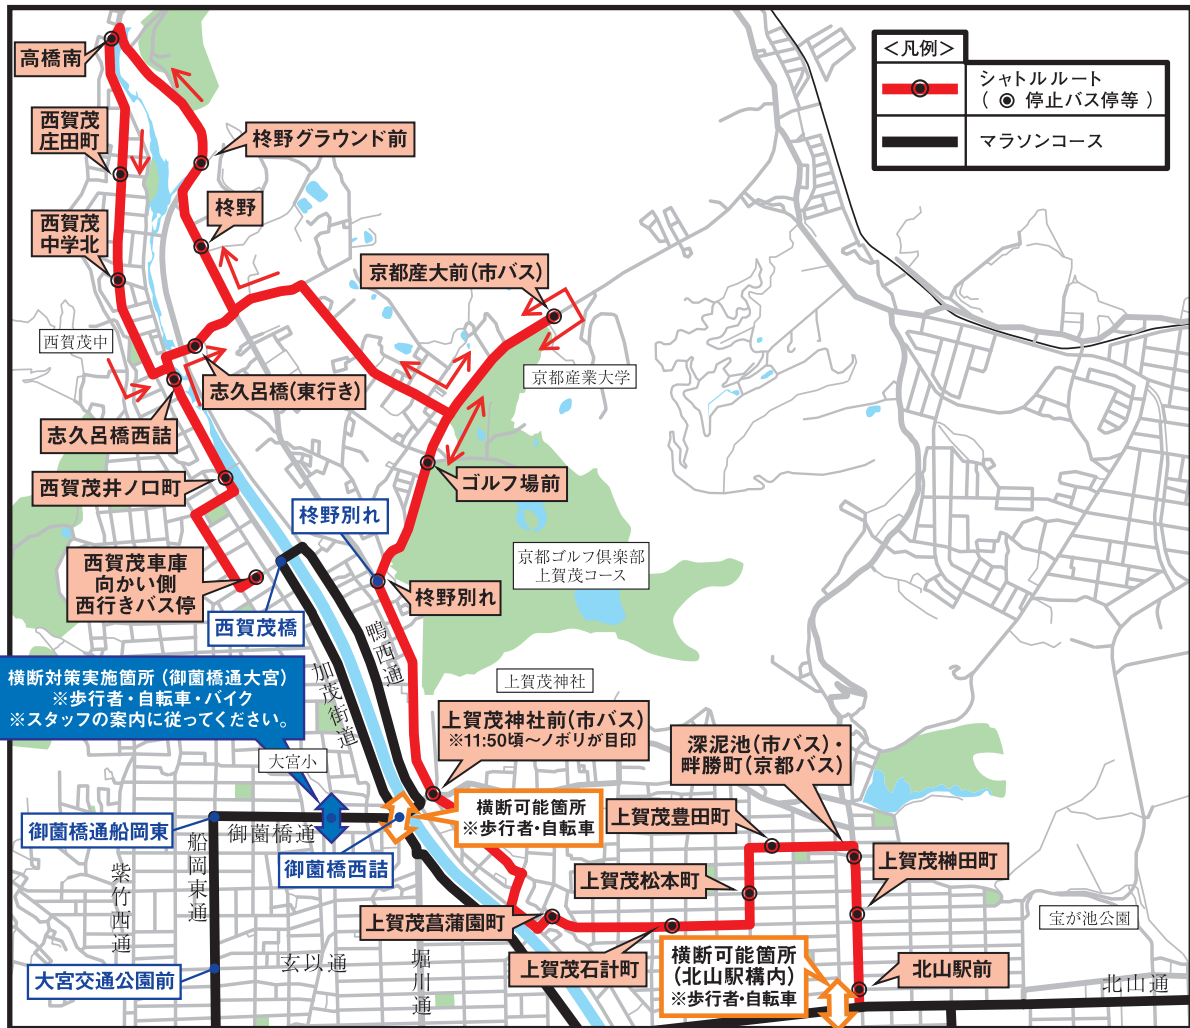 ＜凡例＞
シャトルルート
（ ◉ 停止バス停等 ）
マラソンコース
高橋南
西賀茂
庄田町
柊野グラウンド前
西賀茂
中学北
柊野
京都産大前(市バス)
西賀茂中
志久呂橋(東行き)
京都産業大学
志久呂橋西詰
西賀茂井ノ口町
ゴルフ場前
柊野別れ
西賀茂車庫
向かい側
西行きバス停
京都ゴルフ倶楽部
上賀茂コース
柊野別れ
西賀茂橋
鴨西通
加茂街道
横断対策実施箇所（御薗橋通大宮）
※歩行者・自転車・バイク
※スタッフの案内に従ってください。
上賀茂神社
上賀茂神社前(市バス)
※11:50頃～ノボリが目印
深泥池(市バス)・
畔勝町(京都バス)
大宮小
横断可能箇所
※歩行者・自転車
上賀茂豊田町
御薗橋通船岡東
御薗橋通
御薗橋西詰
船岡東通
紫竹西通
上賀茂榊田町
上賀茂松本町
上賀茂菖蒲園町
宝が池公園
上賀茂石計町
横断可能箇所
(北山駅構内)
※歩行者・自転車
北山駅前
大宮交通公園前
玄以通
堀川通
北山通